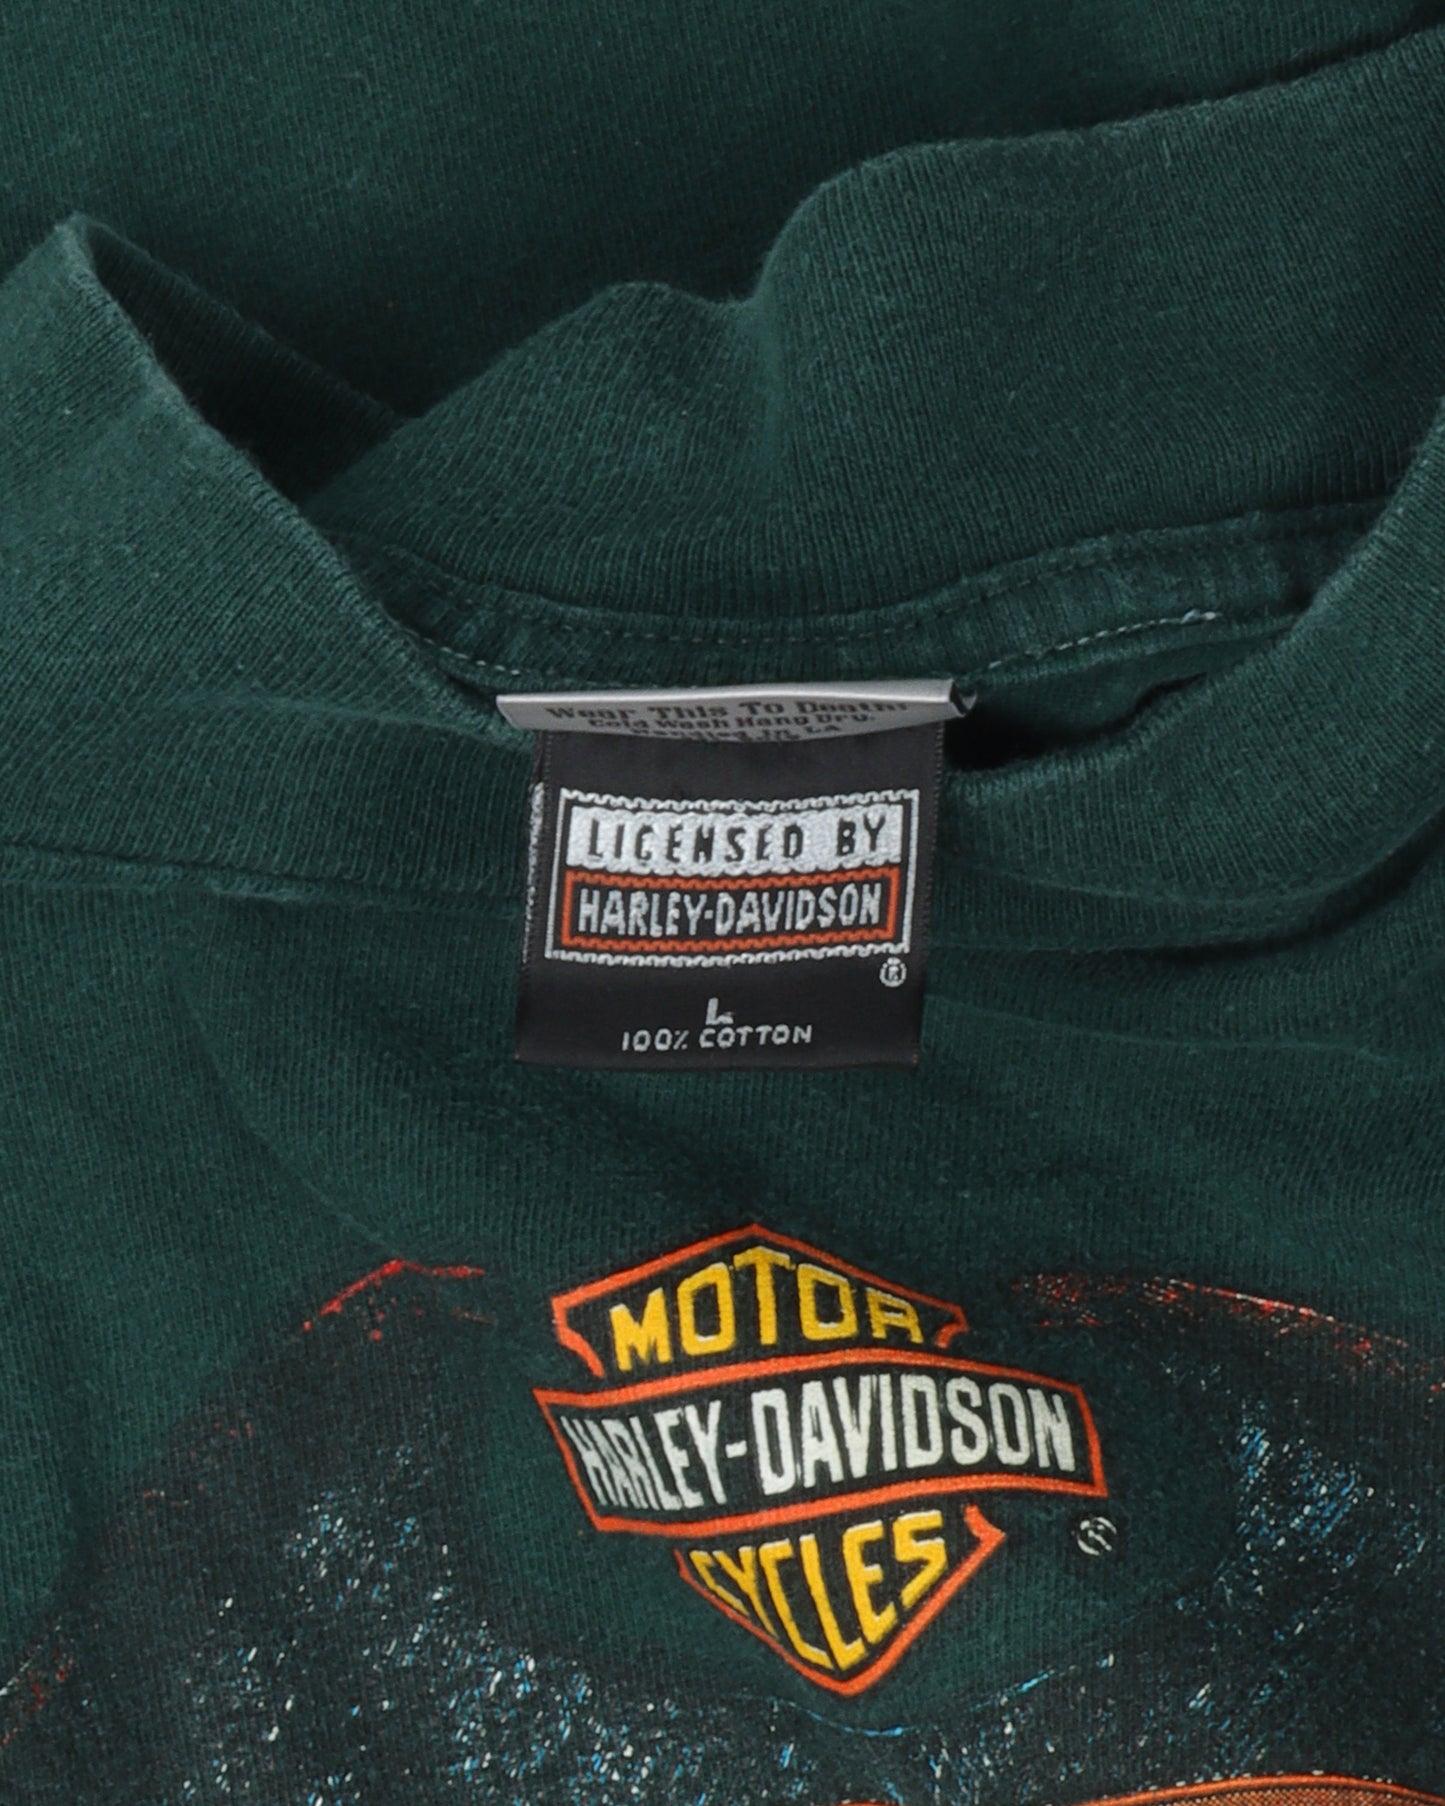 Wear This To Death!
Cold Wash Hang Dry.
LICENSED BY
HARLEY-DAVIDSON
®
L
100% COTTON
MOTOR
HARLEY-DAVIDSON
®
CYCLES